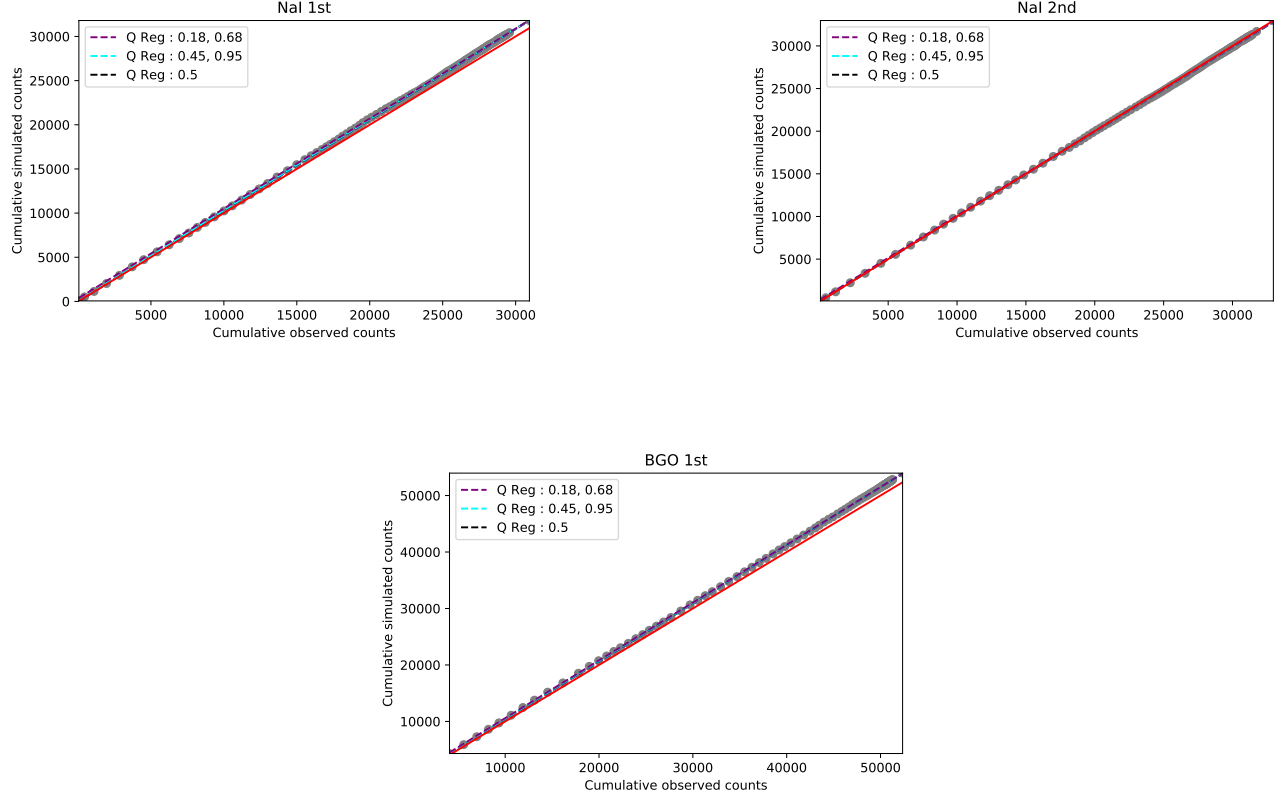 NaI 1st
Q Reg : 0.18, 0.68
Q Reg : 0.45, 0.95
Q Reg : 0.5
30000
25000
20000
15000
10000
5000
0
Cumulative simulated counts
5000 10000 15000 20000 25000 30000
Cumulative observed counts
NaI 2nd
Q Reg : 0.18, 0.68
Q Reg : 0.45, 0.95
Q Reg : 0.5
30000
25000
20000
15000
10000
5000
Cumulative simulated counts
5000 10000 15000 20000 25000 30000
Cumulative observed counts
BGO 1st
Q Reg : 0.18, 0.68
Q Reg : 0.45, 0.95
Q Reg : 0.5
50000
40000
30000
20000
10000
Cumulative simulated counts
10000 20000 30000 40000 50000
Cumulative observed counts